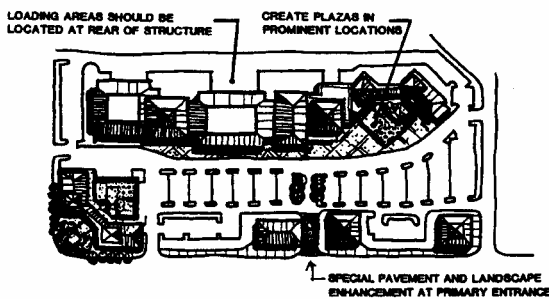 LOADING AREAS SHOULD BE
LOCATED AT REAR OF STRUCTURE
CREATE PLAZAS IN
PROMINENT LOCATIONS
SPECIAL PAVEMENT AND LANDSCAPE
ENHANCEMENT AT PRIMARY ENTRANCE